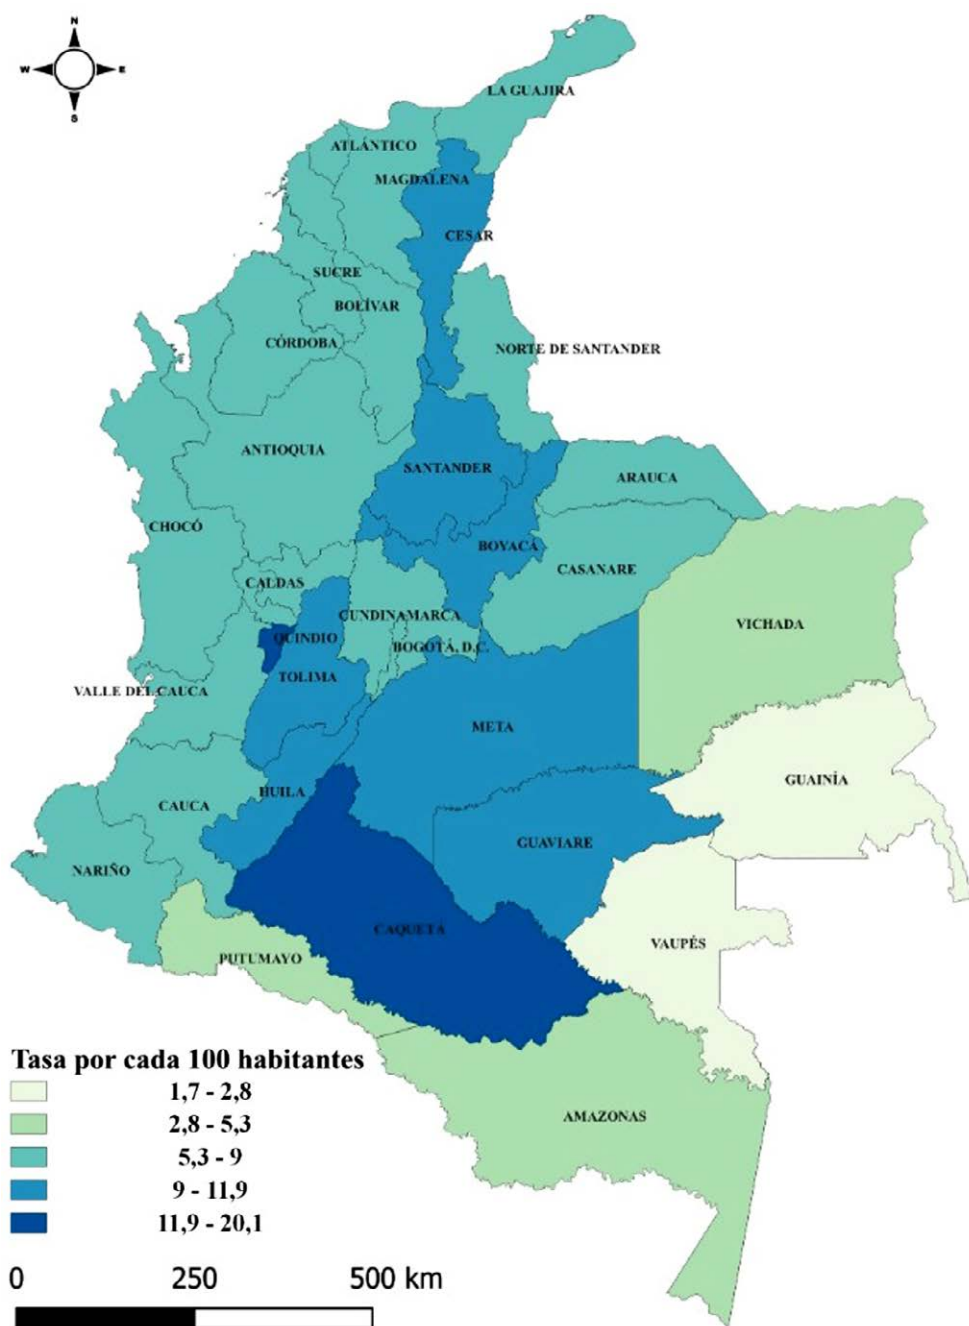 N
W E
S
LA GUAJIRA
ATLÁNTICO
MAGDALENA
CESAR
SUCRE
BOLÍVAR
CÓRDOBA
NORTE DE SANTANDER
ANTIOQUIA
SANTANDER
ARAUCA
CHOCÓ
BOYACÁ
CASANARE
CALDAS
CUNDINAMARCA
VICHADA
QUINDIO
BOGOTÁ, D.C.
TOLIMA
VALLE DEL CAUCA
META
GUAINÍA
HUILA
CAUCA
GUAVIARE
NARIÑO
CAQUETÁ
VAUPÉS
PUTUMAYO
Tasa por cada 100 habitantes
1,7 - 2,8
2,8 - 5,3
5,3 - 9
9 - 11,9
11,9 - 20,1
AMAZONAS
0 250 500 km